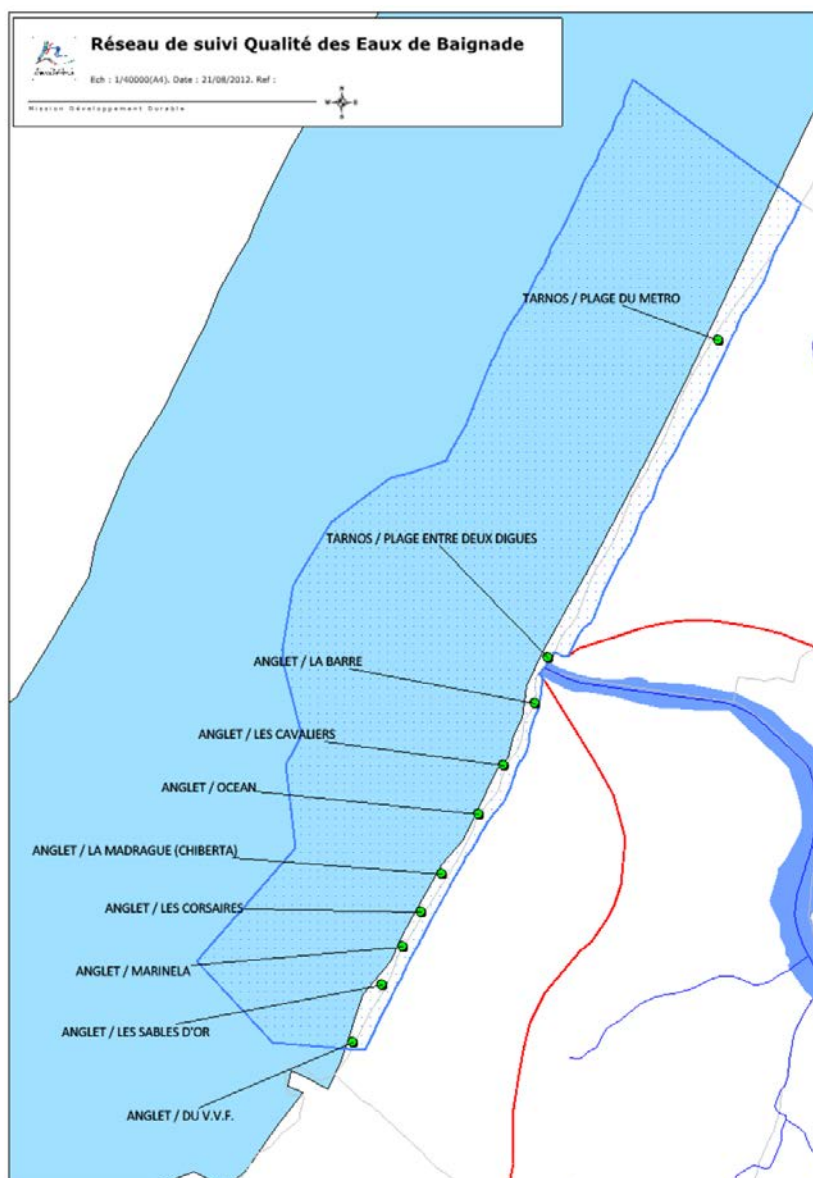 Réseau de suivi Qualité des Eaux de Baignade
Ech : 1/40000(A4). Date : 21/08/2012. Ref :
Mission Développement Durable
TARNOS / PLAGE DU METRO
TARNOS / PLAGE ENTRE DEUX DIGUES
ANGLET / LA BARRE
ANGLET / LES CAVALIERS
ANGLET / OCEAN
ANGLET / LA MADRAGUE (CHIBERTA)
ANGLET / LES CORSAIRES
ANGLET / MARINELA
ANGLET / LES SABLES D'OR
ANGLET / DU V.V.F.